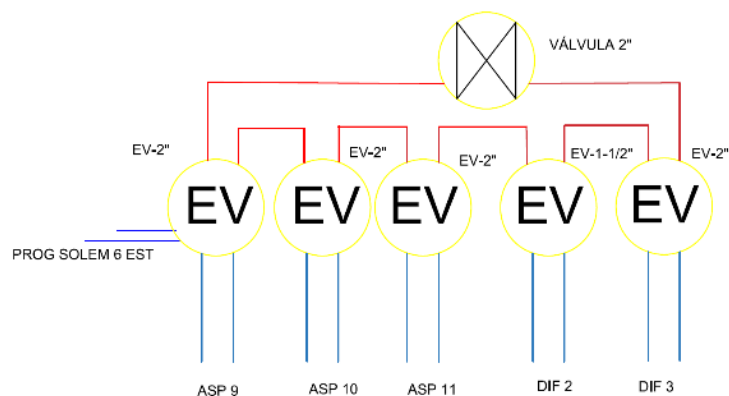 VÁLVULA 2"
EV-2"
EV-2"
EV-2"
EV-1-1/2"
EV-2"
EV
EV
EV
EV
EV
PROG SOLEM 6 EST
ASP 9
ASP 10
ASP 11
DIF 2
DIF 3